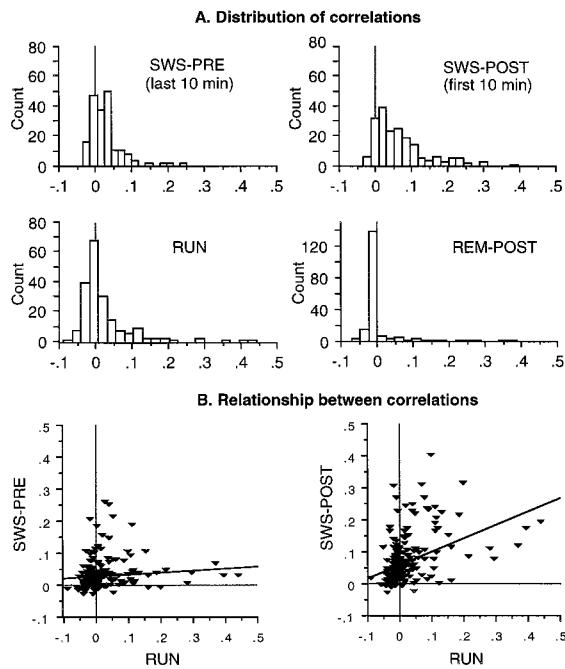 A. Distribution of correlations
80
60
40
20
0
Count
SWS-PRE
(last 10 min)
-.1 0 .1 .2 .3 .4 .5
80
60
40
20
0
Count
SWS-POST
(first 10 min)
-.1 0 .1 .2 .3 .4 .5
80
60
40
20
0
Count
RUN
-.1 0 .1 .2 .3 .4 .5
120
80
40
0
Count
REM-POST
-.1 0 .1 .2 .3 .4 .5
B. Relationship between correlations
.5
.4
.3
.2
.1
0
-.1
SWS-PRE
-.1 0 .1 .2 .3 .4 .5
RUN
.5
.4
.3
.2
.1
0
-.1
SWS-POST
-.1 0 .1 .2 .3 .4 .5
RUN